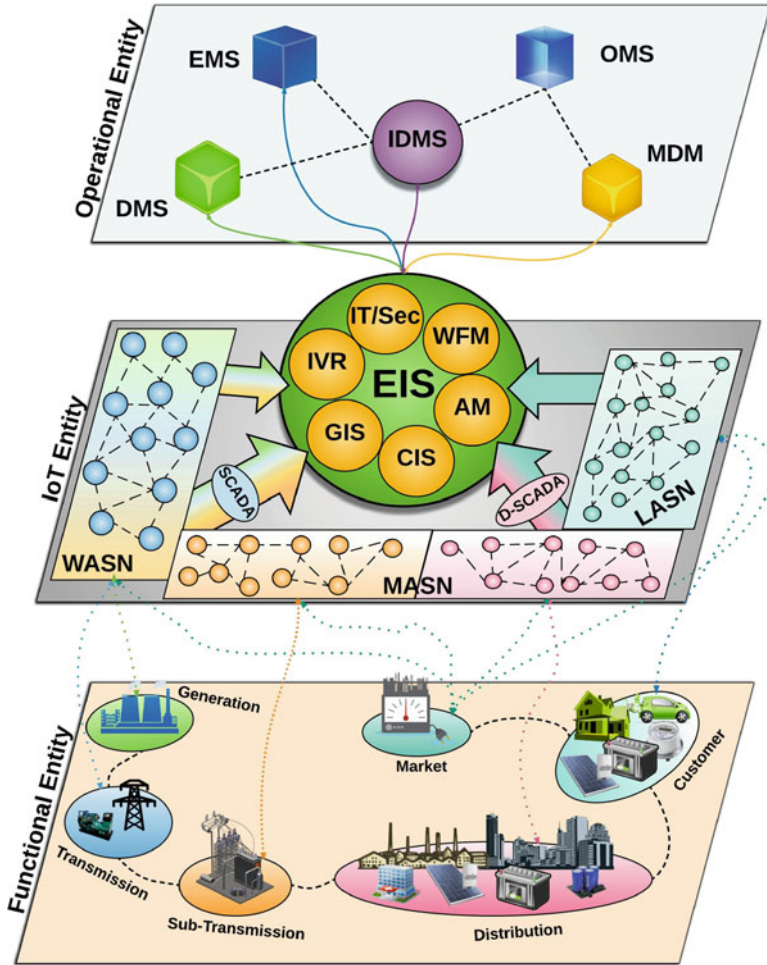 Operational Entity
EMS
OMS
IDMS
DMS
MDM
IoT Entity
IT/Sec
WFM
IVR
EIS
AM
GIS
CIS
SCADA
D-SCADA
LASN
WASN
MASN
Functional Entity
Generation
Market
Customer
Transmission
Sub-Transmission
Distribution